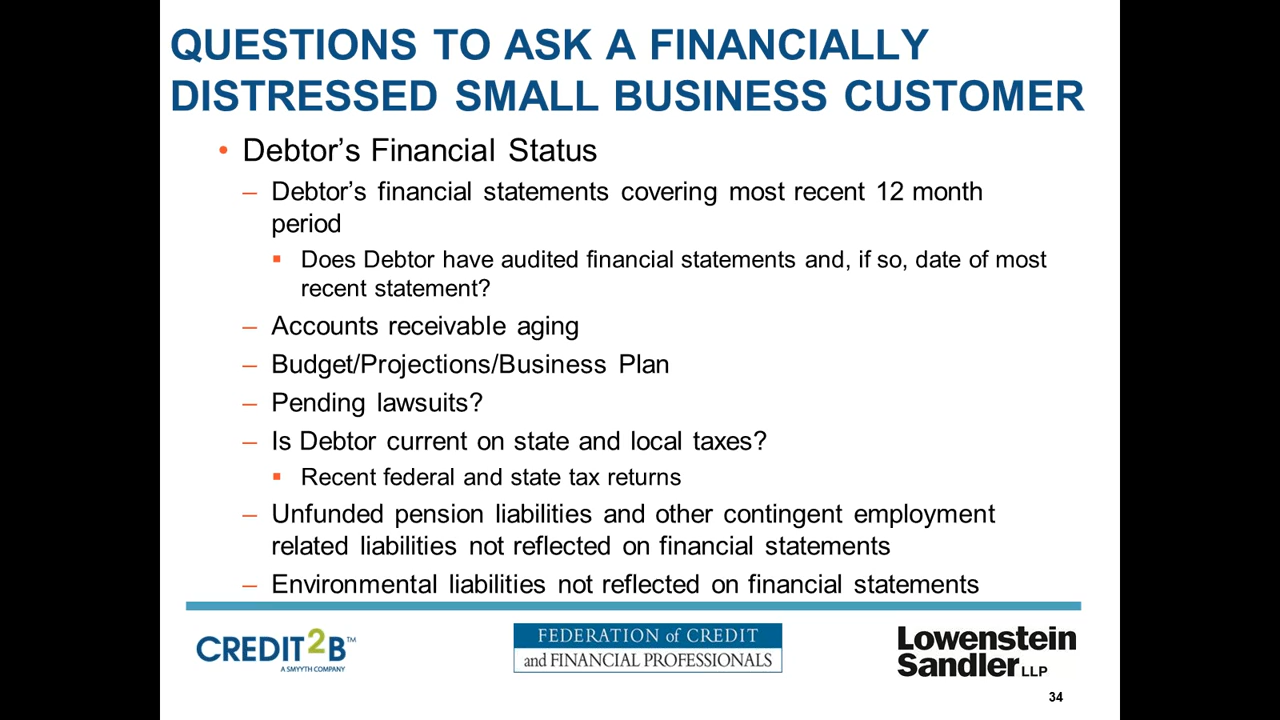 QUESTIONS TO ASK A FINANCIALLY
DISTRESSED SMALL BUSINESS CUSTOMER
• Debtor’s Financial Status
– Debtor’s financial statements covering most recent 12 month
period
▪ Does Debtor have audited financial statements and, if so, date of most
recent statement?
– Accounts receivable aging
– Budget/Projections/Business Plan
– Pending lawsuits?
– Is Debtor current on state and local taxes?
▪ Recent federal and state tax returns
– Unfunded pension liabilities and other contingent employment
related liabilities not reflected on financial statements
– Environmental liabilities not reflected on financial statements
CREDIT2B™
A SMYYTH COMPANY
FEDERATION of CREDIT
and FINANCIAL PROFESSIONALS
Lowenstein
Sandler LLP
34